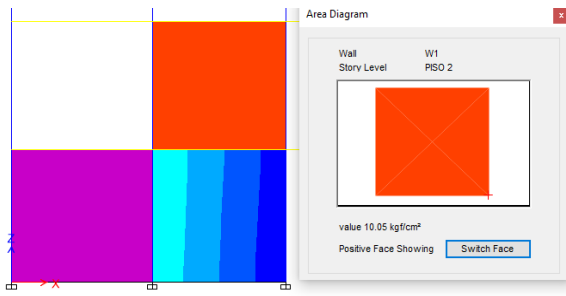 Area Diagram
x
Wall W1
Story Level PISO 2
value 10.05 kgf/cm²
Positive Face Showing Switch Face
Z
X